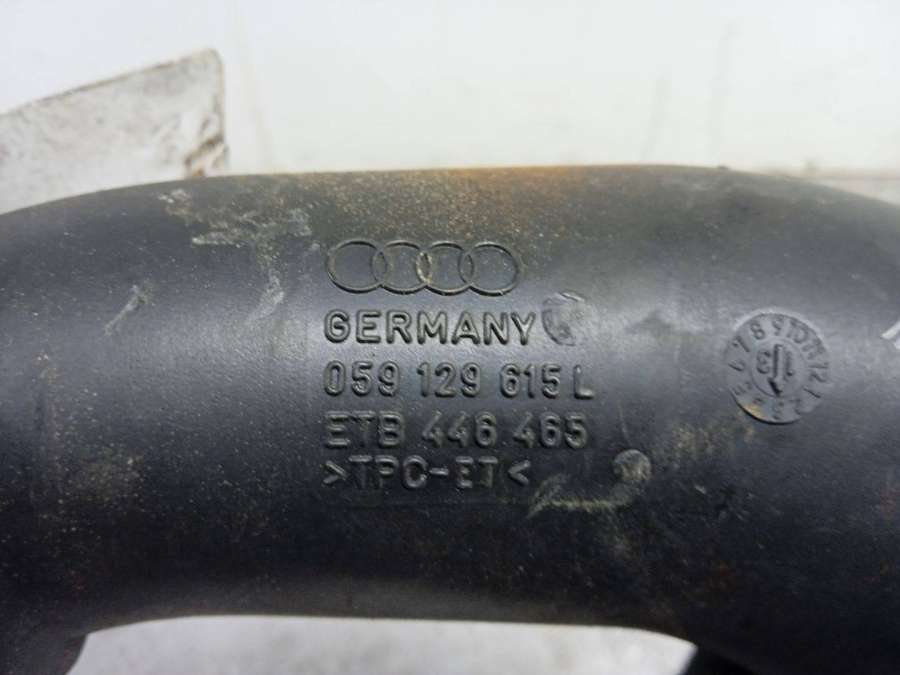 GERMANY
059 129 615 L
ETB 446 465
>TPC-ET<